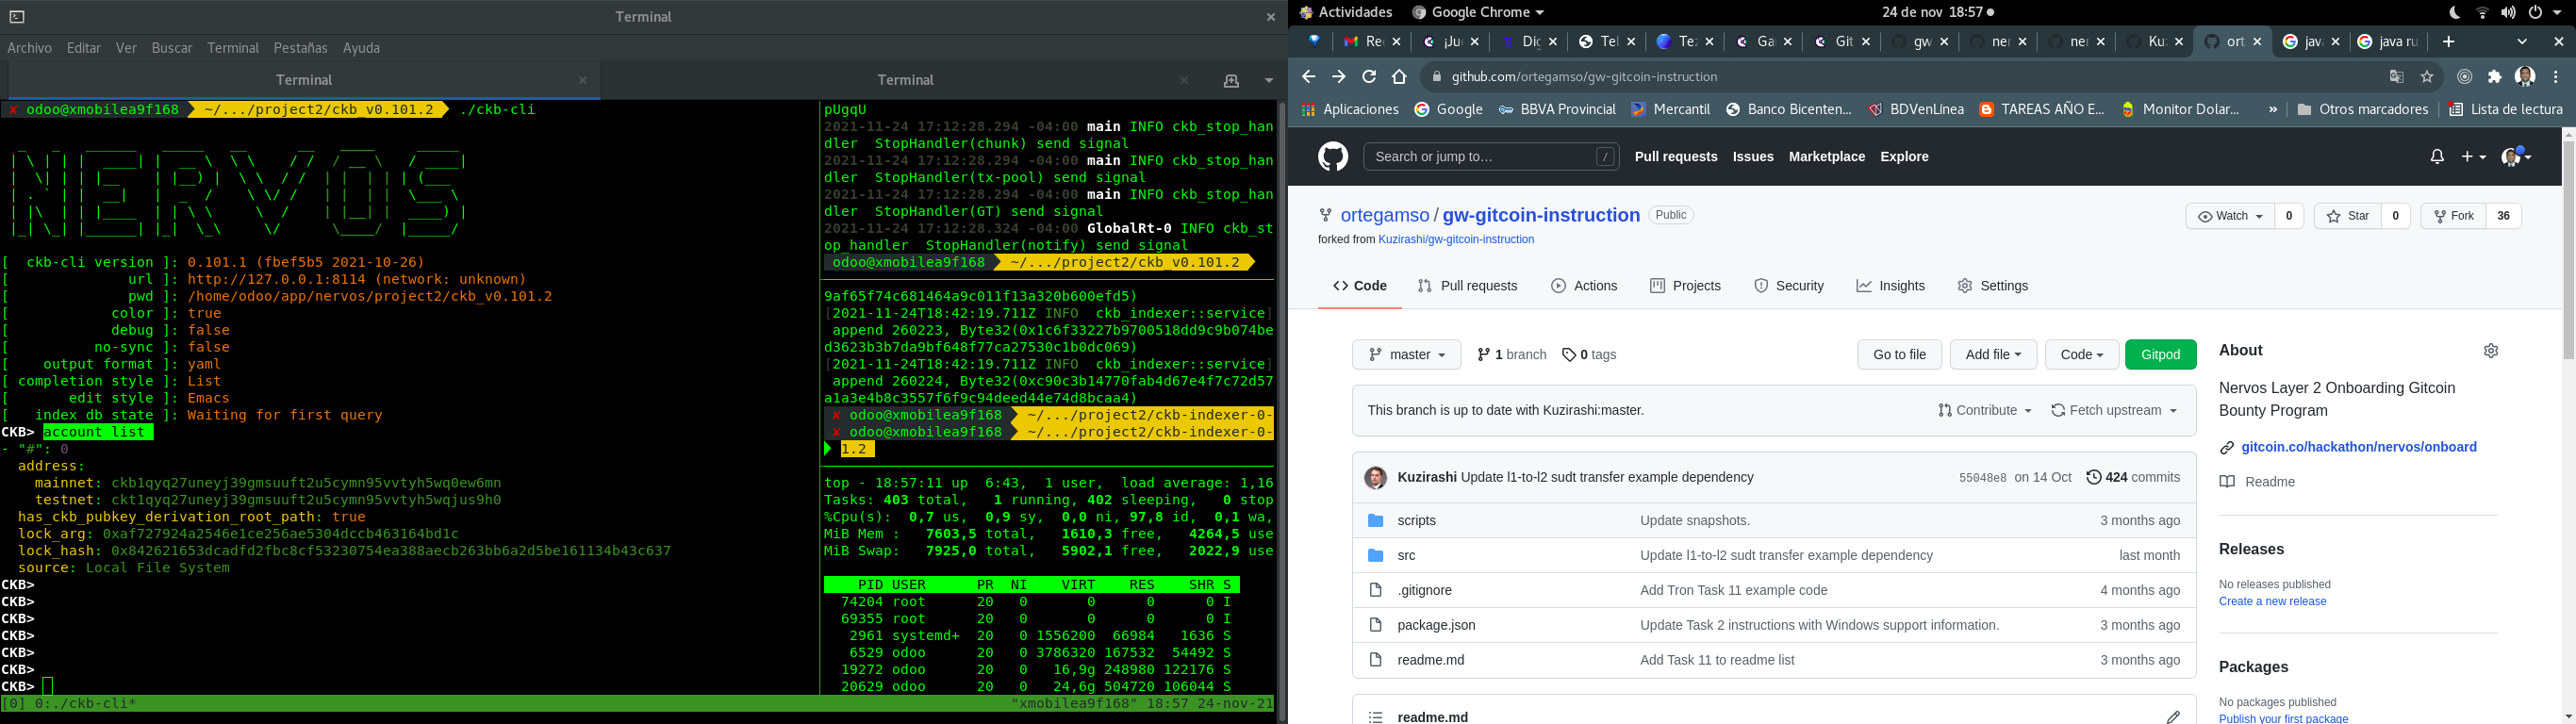 Terminal
Archivo Editar Ver Buscar Terminal Pestañas Ayuda
Terminal
Terminal
✘ odoo@xmobilea9f168 ~/.../project2/ckb_v0.101.2 ./ckb-cli
NERVOS
[ ckb-cli version ]: 0.101.1 (fbef5b5 2021-10-26)
[ url ]: http://127.0.0.1:8114 (network: unknown)
[ pwd ]: /home/odoo/app/nervos/project2/ckb_v0.101.2
[ color ]: true
[ debug ]: false
[ no-sync ]: false
[ output format ]: yaml
[ completion style ]: List
[ edit style ]: Emacs
[ index db state ]: Waiting for first query
CKB> account list
- "#": 0
address:
mainnet: ckb1qyq27uneyj39gmsuuft2u5cymn95vvtyh5wq0ew6mn
testnet: ckt1qyq27uneyj39gmsuuft2u5cymn95vvtyh5wqjus9h0
has_ckb_pubkey_derivation_root_path: true
lock_arg: 0xaf727924a2546e1ce256ae5304dccb463164bd1c
lock_hash: 0x842621653dcadfd2fbc8cf53230754ea388aecb263bb6a2d5be161134b43c637
source: Local File System
CKB>
CKB>
CKB>
CKB>
CKB>
CKB>
CKB>
pUgqU
2021-11-24 17:12:28.294 -04:00 main INFO ckb_stop_han
dler StopHandler(chunk) send signal
2021-11-24 17:12:28.294 -04:00 main INFO ckb_stop_han
dler StopHandler(tx-pool) send signal
2021-11-24 17:12:28.294 -04:00 main INFO ckb_stop_han
dler StopHandler(GT) send signal
2021-11-24 17:12:28.324 -04:00 GlobalRt-0 INFO ckb_st
op_handler StopHandler(notify) send signal
odoo@xmobilea9f168 ~/.../project2/ckb_v0.101.2
9af65f74c681464a9c011f13a320b600efd5)
[2021-11-24T18:42:19.711Z INFO ckb_indexer::service]
append 260223, Byte32(0x1c6f33227b9700518dd9c9b074be
d3623b3b7da9bf648f77ca27530c1b0dc069)
[2021-11-24T18:42:19.711Z INFO ckb_indexer::service]
append 260224, Byte32(0xc90c3b14770fab4d67e4f7c72d57
a1a3e4b8c3557f6f9c94deed44e74d8bcaa4)
✘ odoo@xmobilea9f168 ~/.../project2/ckb-indexer-0-
✘ odoo@xmobilea9f168 ~/.../project2/ckb-indexer-0-
1.2
top - 18:57:11 up 6:43, 1 user, load average: 1,16
Tasks: 403 total, 1 running, 402 sleeping, 0 stop
%Cpu(s): 0,7 us, 0,9 sy, 0,0 ni, 97,8 id, 0,1 wa,
MiB Mem : 7603,5 total, 1610,3 free, 4264,5 use
MiB Swap: 7925,0 total, 5902,1 free, 2022,9 use
PID USER PR NI VIRT RES SHR S
74204 root 20 0 0 0 0 I
69355 root 20 0 0 0 0 I
2961 systemd+ 20 0 1556200 66984 1636 S
6529 odoo 20 0 3786320 167532 54492 S
19272 odoo 20 0 16,9g 248980 122176 S
20629 odoo 20 0 24,6g 504720 106044 S
[0] 0:./ckb-cli* "xmobilea9f168" 18:57 24-nov-21
Actividades Google Chrome 24 de nov 18:57
Rec ¡Jue Dig Tel Tez Ga Git gw ner ner Kuz ort java java ru
github.com/ortegamso/gw-gitcoin-instruction
Aplicaciones Google BBVA Provincial Mercantil Banco Bicenten... BDVenLínea TAREAS AÑO E... Monitor Dolar... » Otros marcadores Lista de lectura
Search or jump to... / Pull requests Issues Marketplace Explore
ortegamso / gw-gitcoin-instruction Public
Watch 0 Star 0 Fork 36
forked from Kuzirashi/gw-gitcoin-instruction
Code Pull requests Actions Projects Security Insights Settings
master 1 branch 0 tags Go to file Add file Code Gitpod
This branch is up to date with Kuzirashi:master. Contribute Fetch upstream
Kuzirashi Update l1-to-l2 sudt transfer example dependency 55048e8 on 14 Oct 424 commits
scripts Update snapshots. 3 months ago
src Update l1-to-l2 sudt transfer example dependency last month
.gitignore Add Tron Task 11 example code 4 months ago
package.json Update Task 2 instructions with Windows support information. 3 months ago
readme.md Add Task 11 to readme list 3 months ago
readme.md
About
Nervos Layer 2 Onboarding Gitcoin
Bounty Program
gitcoin.co/hackathon/nervos/onboard
Readme
Releases
No releases published
Create a new release
Packages
No packages published
Publish your first package